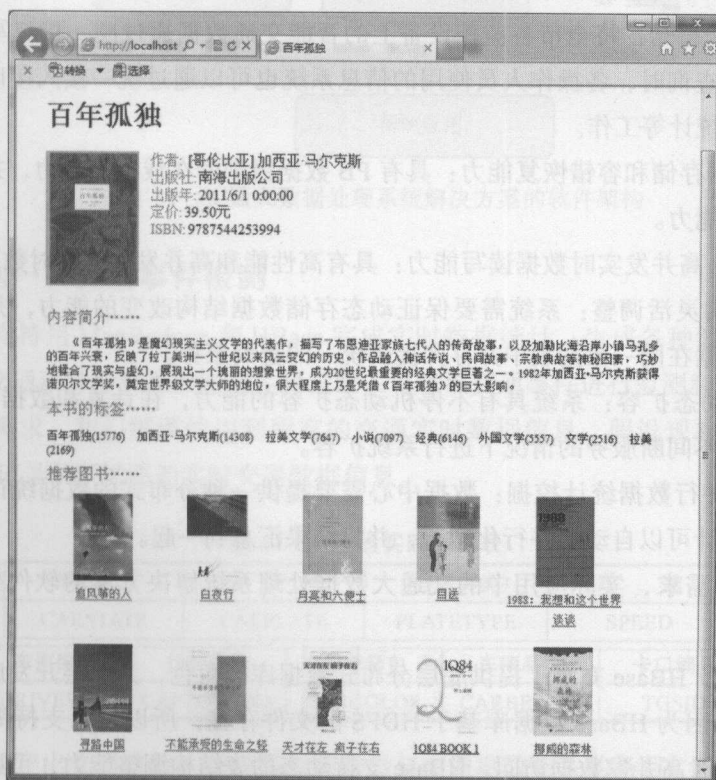 http://localhost
百年孤独
转换 选择
百年孤独
作者: [哥伦比亚] 加西亚·马尔克斯
出版社: 南海出版公司
出版年: 2011/6/1 0:00:00
定价: 39.50元
ISBN: 9787544253994
内容简介……
《百年孤独》是魔幻现实主义文学的代表作，描写了布恩迪亚家族七代人的传奇故事，以及加勒比海沿岸小镇马孔多
的百年兴衰，反映了拉丁美洲一个世纪以来风云变幻的历史。作品融入神话传说、民间故事、宗教典故等神秘因素，巧妙
地糅合了现实与虚幻，展现出一个瑰丽的想象世界，成为20世纪最重要的经典文学巨著之一。1982年加西亚·马尔克斯获得
诺贝尔文学奖，奠定世界级文学大师的地位，很大程度上乃是凭借《百年孤独》的巨大影响。
本书的标签……
百年孤独(15776) 加西亚·马尔克斯(14308) 拉美文学(7647) 小说(7097) 经典(6146) 外国文学(5557) 文学(2516) 拉美
(2169)
推荐图书……
1988
追风筝的人 白夜行 月亮和六便士 目送 1988：我想和这个世界
谈谈
1Q84
寻路中国 不能承受的生命之轻 天才在左 疯子在右 1Q84 BOOK 1 挪威的森林